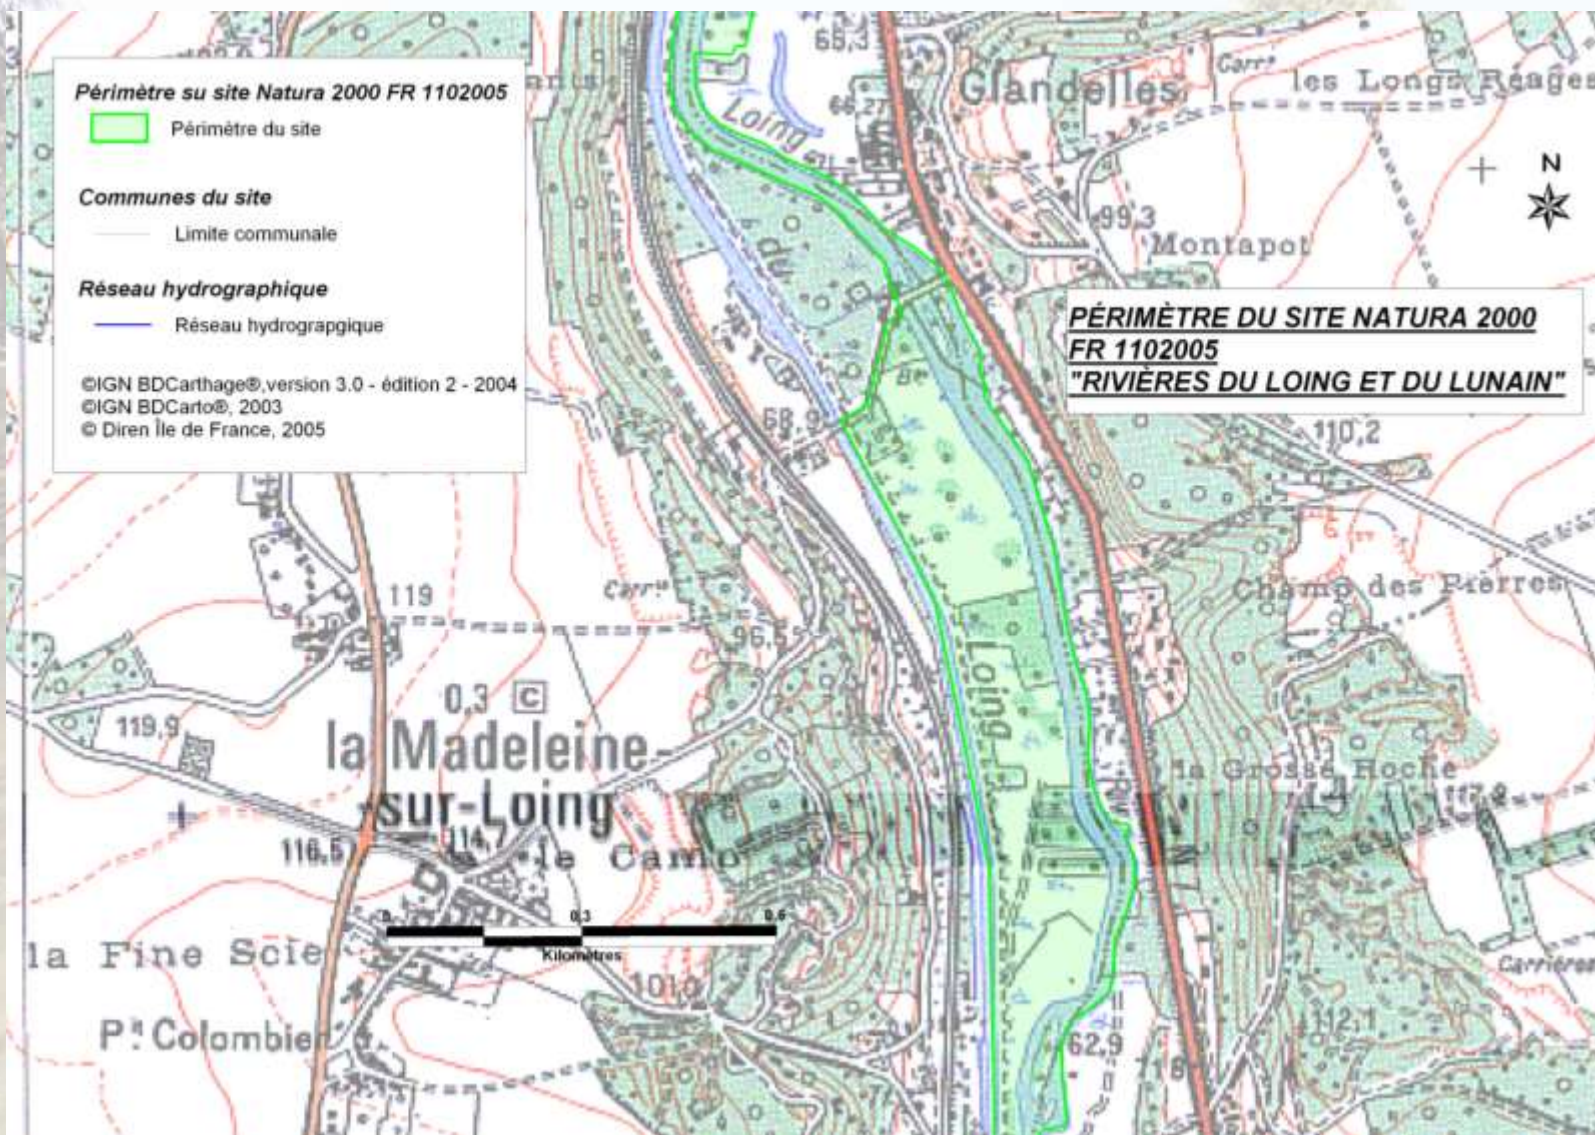 Périmètre su site Natura 2000 FR 1102005
Périmètre du site
Communes du site
Limite communale
Réseau hydrographique
Réseau hydrograpgique
©IGN BDCarthage®,version 3.0 - édition 2 - 2004
©IGN BDCarto®, 2003
© Diren Île de France, 2005
PÉRIMÈTRE DU SITE NATURA 2000
FR 1102005
"RIVIÈRES DU LOING ET DU LUNAIN"
N
Glandelles
Carr
les Longs Réages
Loing
du
99,3
Montapot
68,9
110,2
Champ des Pierres
Carr
119
96,5
0,3 C
la Madeleine-
sur-Loing
119,9
116,5
114,7
Loing
la Grosse Roche
0 0.3 0.6
Kilomètres
la Fine Scie
Pt Colombier
62,9
112,1
Carrières